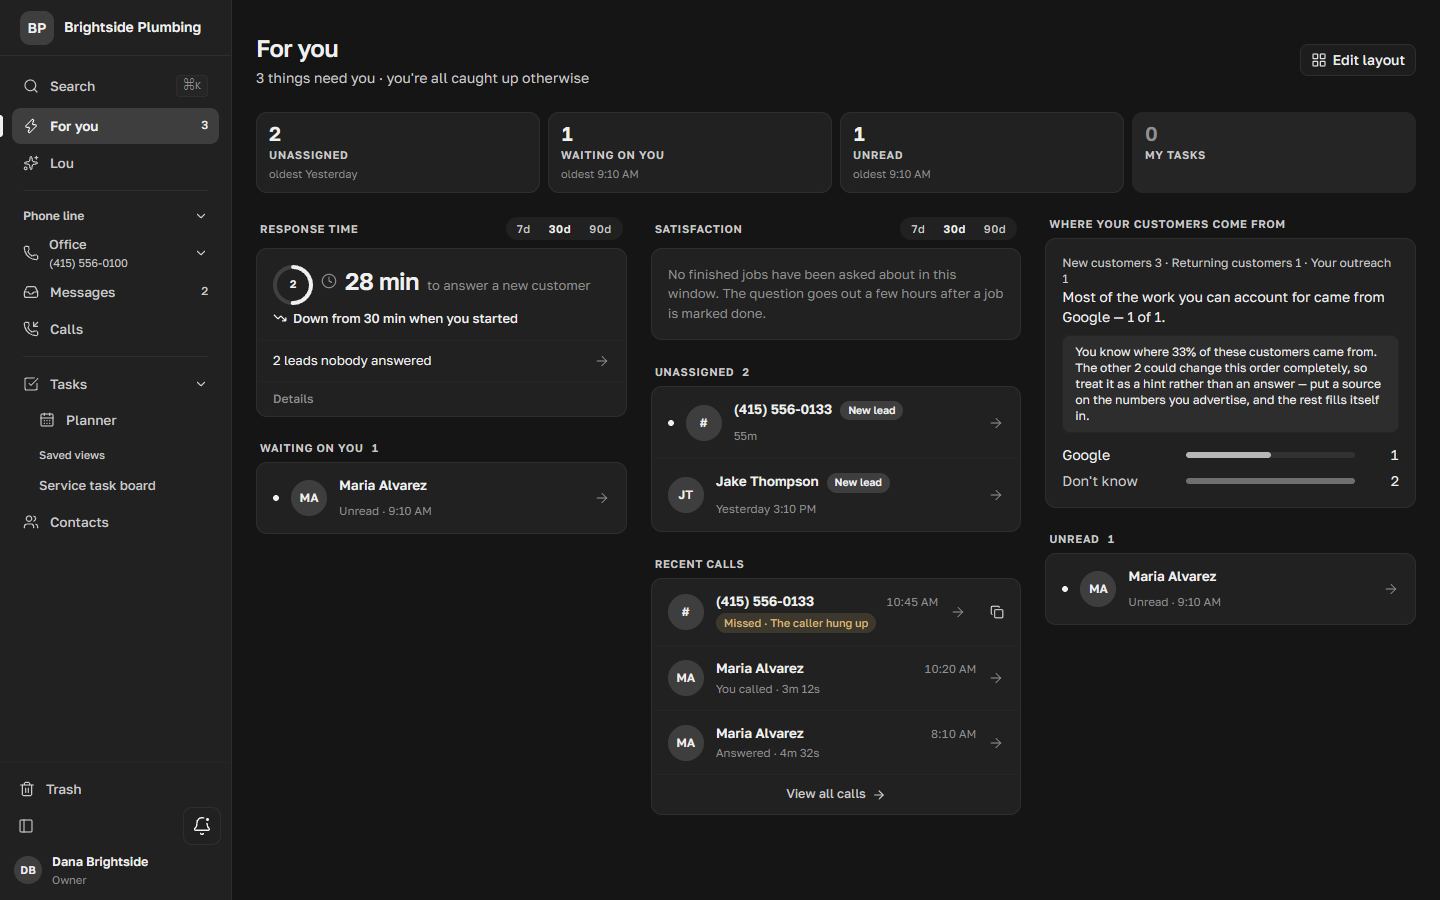 BP
Brightside Plumbing
Search
⌘K
For you
3
Lou
Phone line
Office
(415) 556-0100
Messages
2
Calls
Tasks
Planner
Saved views
Service task board
Contacts
Trash
DB
Dana Brightside
Owner
For you
3 things need you · you're all caught up otherwise
Edit layout
2
UNASSIGNED
oldest Yesterday
1
WAITING ON YOU
oldest 9:10 AM
1
UNREAD
oldest 9:10 AM
0
MY TASKS
RESPONSE TIME
7d 30d 90d
2
28 min to answer a new customer
Down from 30 min when you started
2 leads nobody answered
Details
WAITING ON YOU 1
MA
Maria Alvarez
Unread · 9:10 AM
SATISFACTION
7d 30d 90d
No finished jobs have been asked about in this
window. The question goes out a few hours after a job
is marked done.
UNASSIGNED 2
#
(415) 556-0133 New lead
55m
JT
Jake Thompson New lead
Yesterday 3:10 PM
RECENT CALLS
#
(415) 556-0133
10:45 AM
Missed · The caller hung up
MA
Maria Alvarez
10:20 AM
You called · 3m 12s
MA
Maria Alvarez
8:10 AM
Answered · 4m 32s
View all calls
WHERE YOUR CUSTOMERS COME FROM
New customers 3 · Returning customers 1 · Your outreach
1
Most of the work you can account for came from
Google — 1 of 1.
You know where 33% of these customers came from.
The other 2 could change this order completely, so
treat it as a hint rather than an answer — put a source
on the numbers you advertise, and the rest fills itself
in.
Google 1
Don't know 2
UNREAD 1
MA
Maria Alvarez
Unread · 9:10 AM